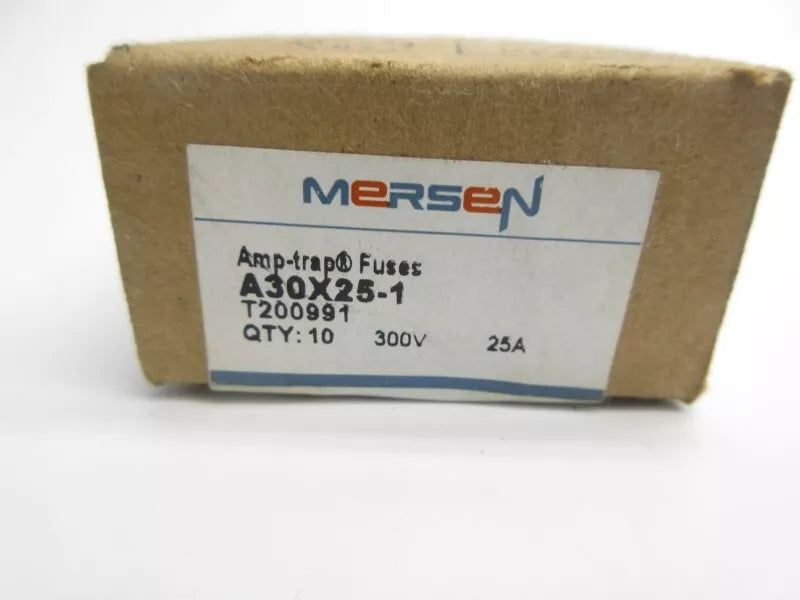 MERSEN
Amp-trap® Fuses
A30X25-1
T200991
QTY: 10 300V 25A